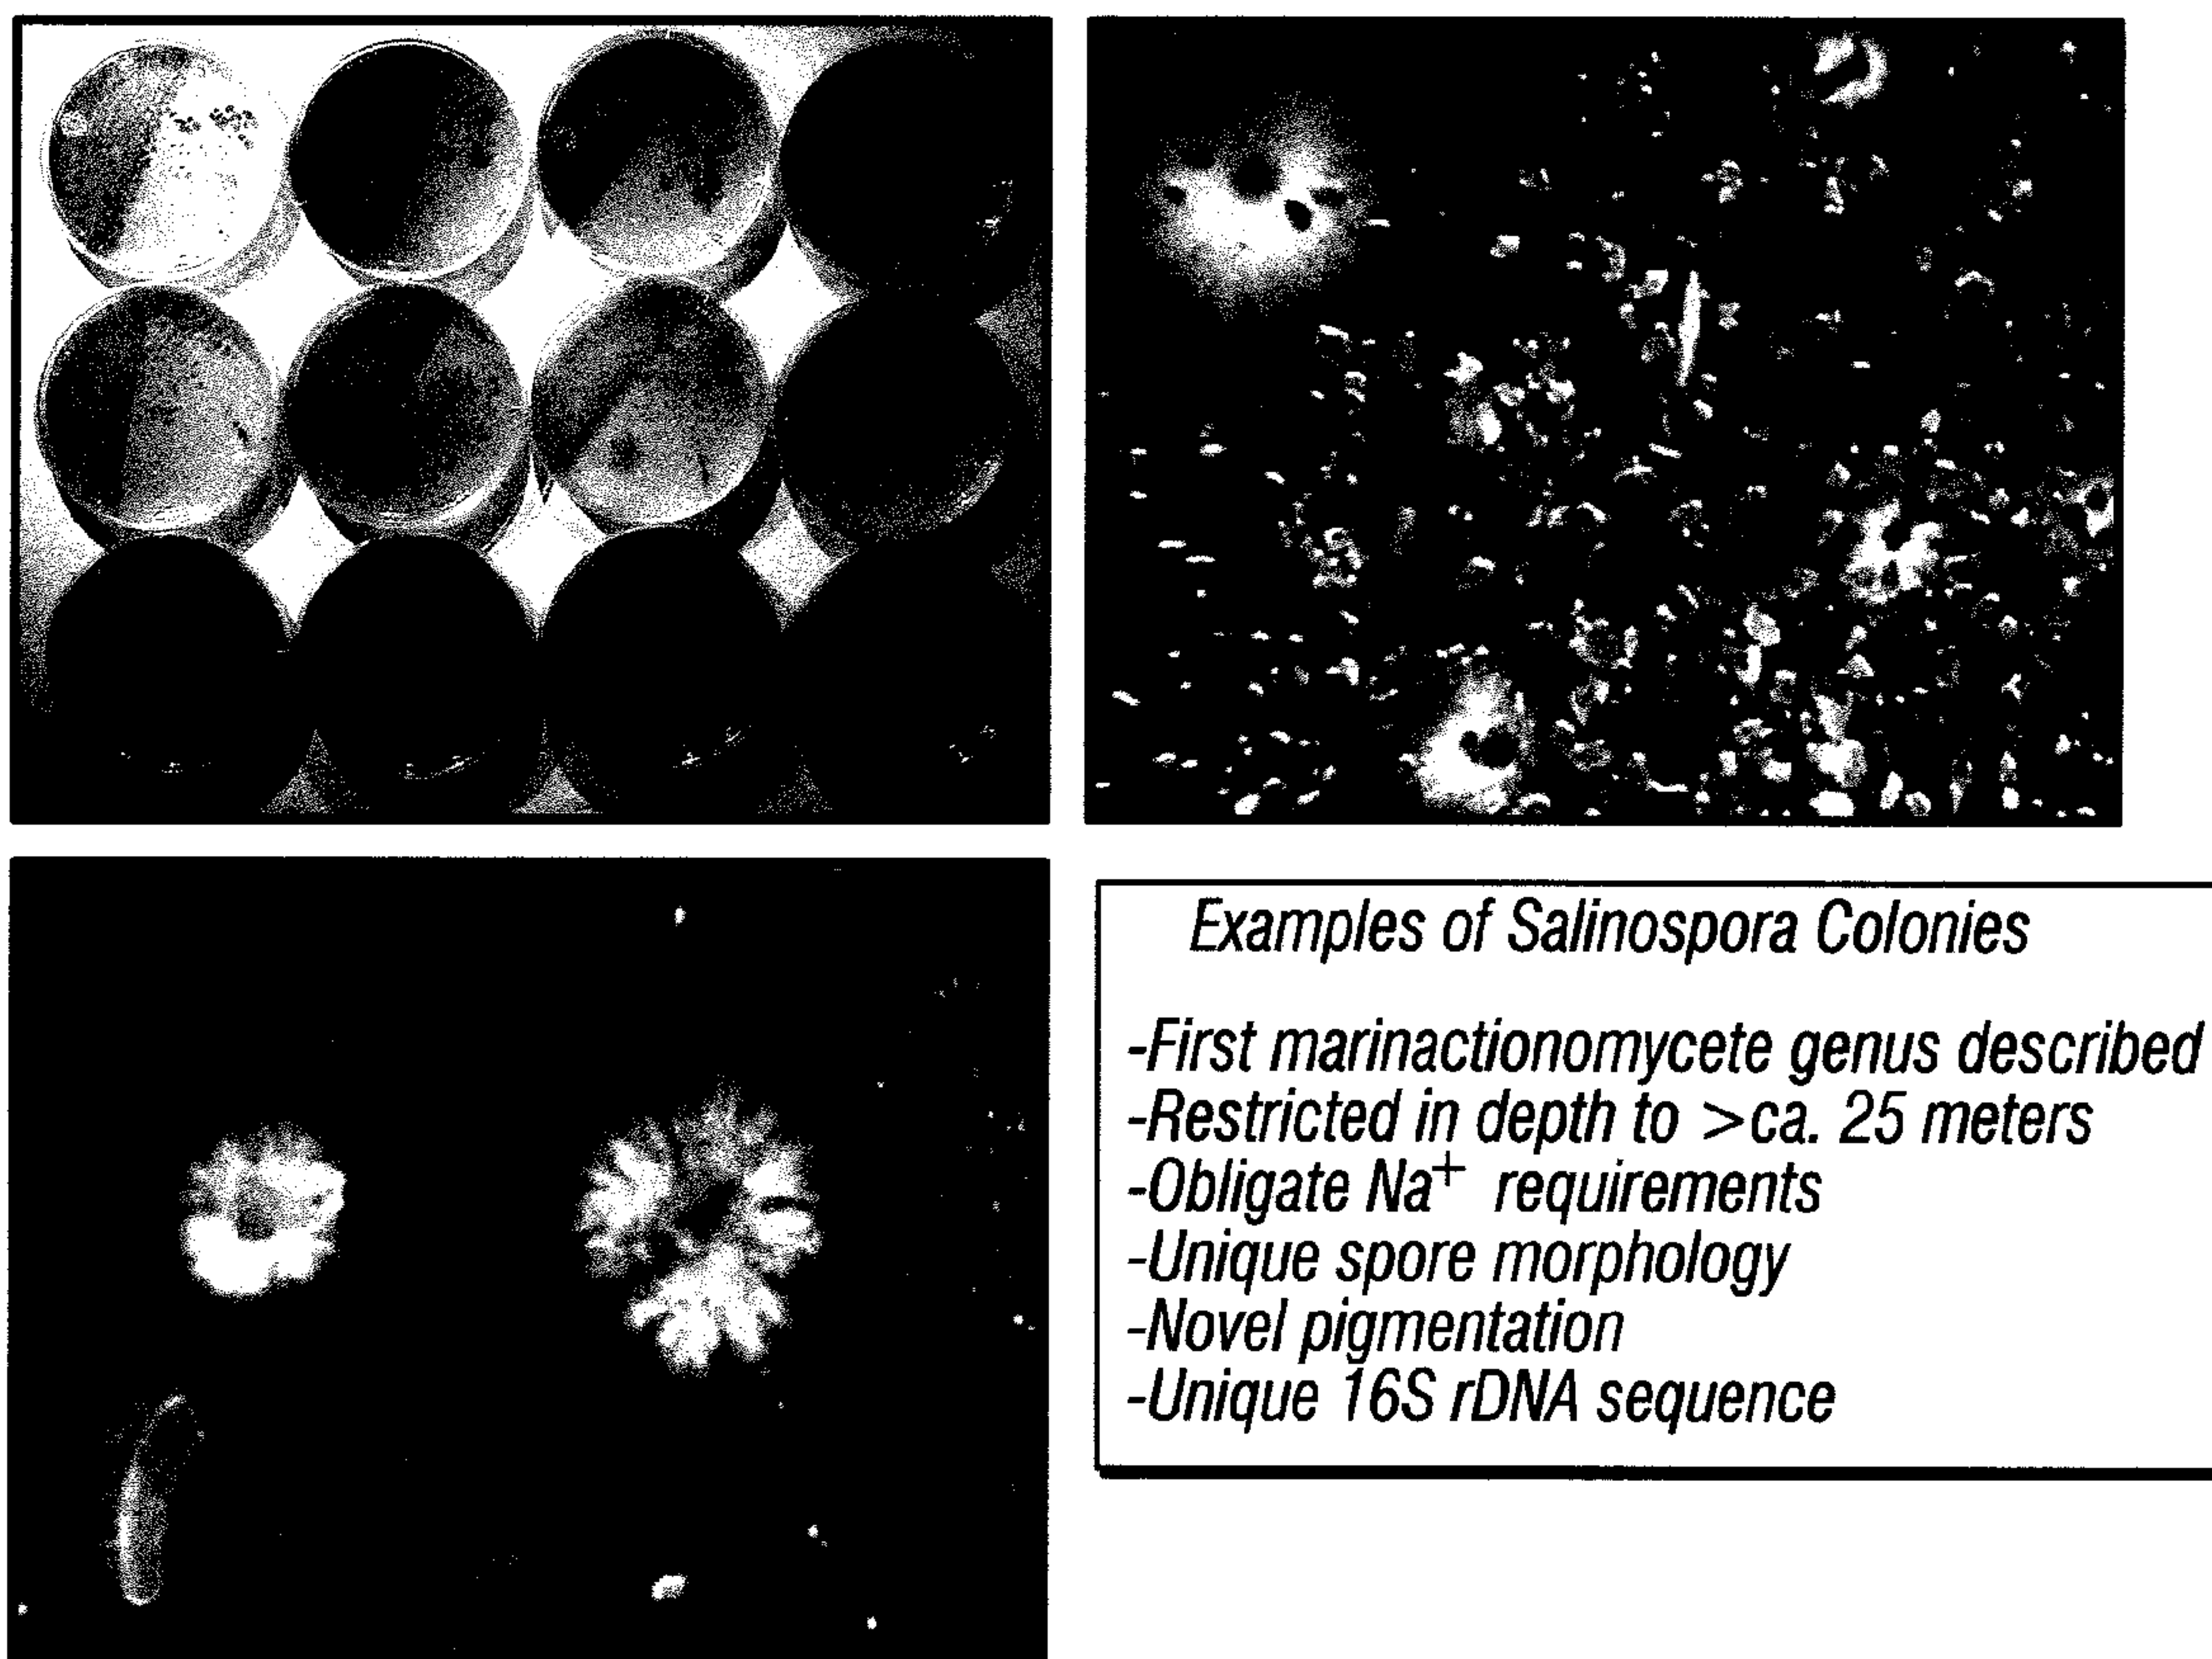 Examples of Salinospora Colonies
-First marinactionomycete genus described
-Restricted in depth to >ca. 25 meters
-Obligate Na+ requirements
-Unique spore morphology
-Novel pigmentation
-Unique 16S rDNA sequence